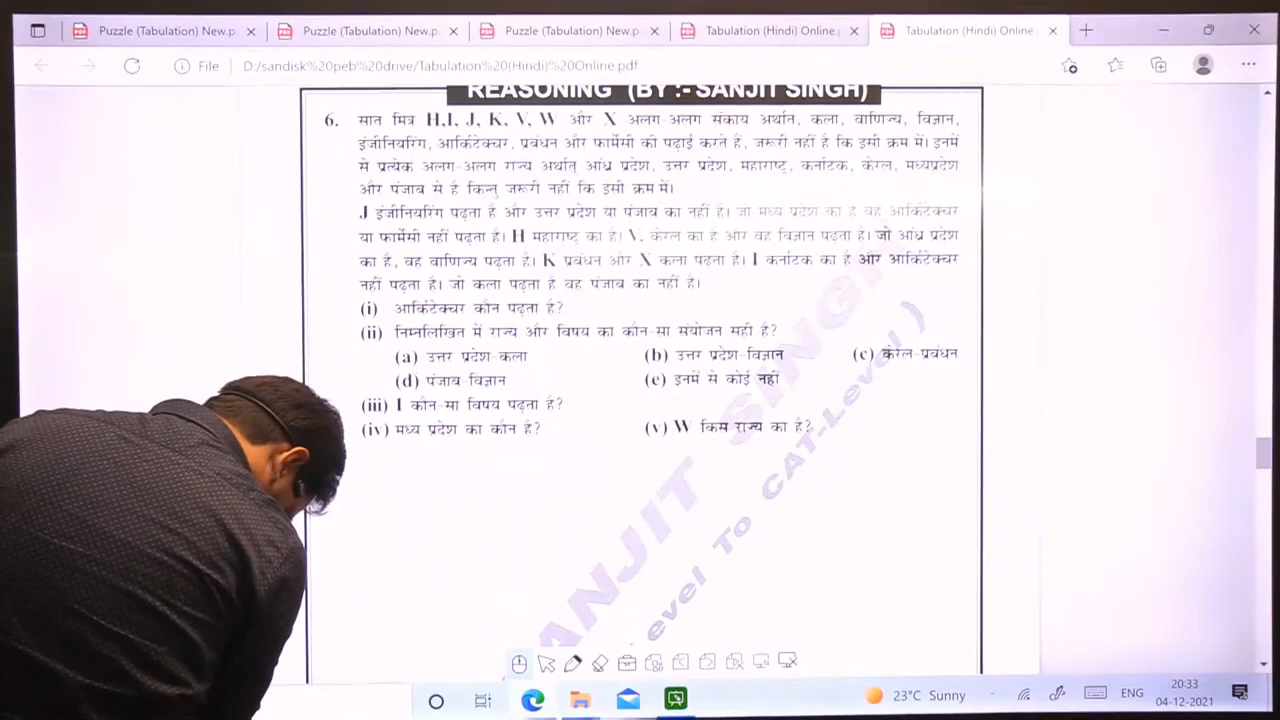 Puzzle (Tabulation) New.p
Puzzle (Tabulation) New.p
Puzzle (Tabulation) New.p
Tabulation (Hindi) Online.
Tabulation (Hindi) Online.
File D:/sandisk%20peb%20drive/Tabulation%20(Hindi)%20Online.pdf
REASONING (BY :- SANJIT SINGH)
6. सात मित्र H,I, J, K, V, W और X अलग-अलग संकाय अर्थात, कला, वाणिज्य, विज्ञान,
इंजीनियरिंग, आर्किटेक्चर, प्रबंधन और फार्मेसी की पढ़ाई करते हैं, जरूरी नहीं है कि इसी क्रम में। इनमें
से प्रत्येक अलग-अलग राज्य अर्थात् आंध्र प्रदेश, उत्तर प्रदेश, महाराष्ट्र, कर्नाटक, केरल, मध्यप्रदेश
और पंजाब से है किन्तु जरूरी नहीं कि इसी क्रम में।
J इंजीनियरिंग पढ़ता है और उत्तर प्रदेश या पंजाब का नहीं है। जो मध्य प्रदेश का है वह आर्किटेक्चर
या फार्मेसी नहीं पढ़ता है। H महाराष्ट्र का है। V, केरल का है और वह विज्ञान पढ़ता है। जो आंध्र प्रदेश
का है, वह वाणिज्य पढ़ता है। K प्रबंधन और X कला पढ़ता है। I कर्नाटक का है और आर्किटेक्चर
नहीं पढ़ता है। जो कला पढ़ता है वह पंजाब का नहीं है।
(i) आर्किटेक्चर कौन पढ़ता है?
(ii) निम्नलिखित में राज्य और विषय का कौन-सा संयोजन सही है?
(a) उत्तर प्रदेश-कला (b) उत्तर प्रदेश-विज्ञान (c) केरल-प्रबंधन
(d) पंजाब-विज्ञान (e) इनमें से कोई नहीं
(iii) I कौन-सा विषय पढ़ता है?
(iv) मध्य प्रदेश का कौन है? (v) W किस राज्य का है?
ANJIT SINGH
evel To CAT-Level )
23°C Sunny
ENG
20:33
04-12-2021